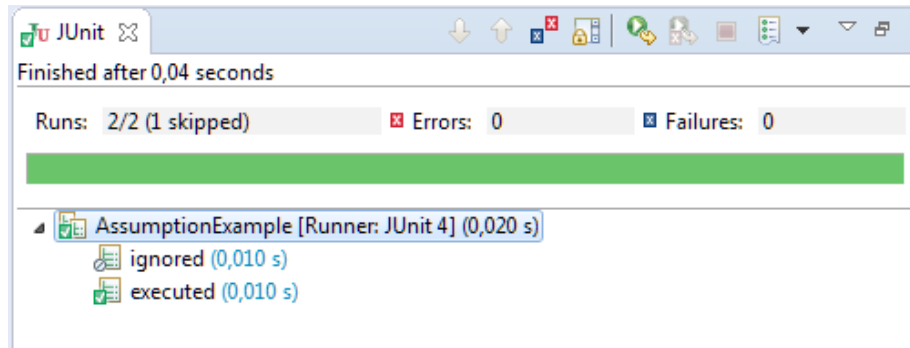 JUnit
Finished after 0,04 seconds
Runs: 2/2 (1 skipped) Errors: 0 Failures: 0
AssumptionExample [Runner: JUnit 4] (0,020 s)
ignored (0,010 s)
executed (0,010 s)